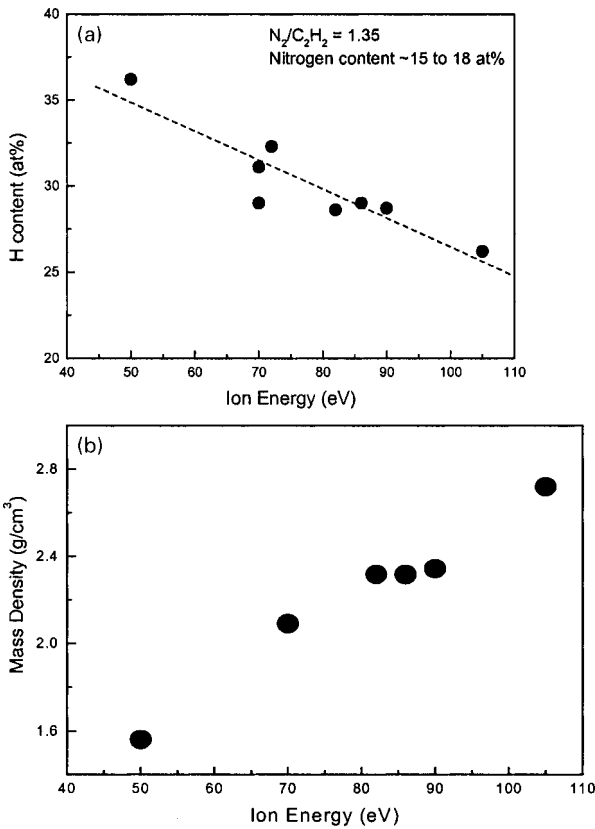 (a)
N₂/C₂H₂ = 1.35
Nitrogen content ~15 to 18 at%
40
35
30
25
20
H content (at%)
40 50 60 70 80 90 100 110
Ion Energy (eV)
(b)
2.8
2.4
2.0
1.6
Mass Density (g/cm³)
40 50 60 70 80 90 100 110
Ion Energy (eV)